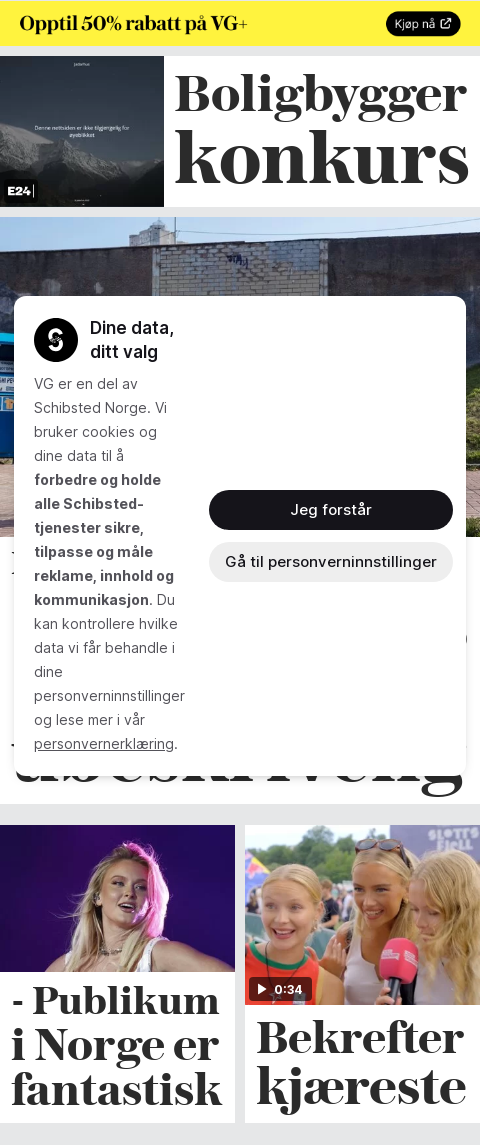 Opptil 50% rabatt på VG+
Kjøp nå
Denne nettsiden er ikke tilgjengelig for
øyeblikket
E24
Boligbygger
konkurs
Dine data,
ditt valg
VG er en del av
Schibsted Norge. Vi
bruker cookies og
dine data til å
forbedre og holde
alle Schibsted-
tjenester sikre,
tilpasse og måle
reklame, innhold og
kommunikasjon. Du
kan kontrollere hvilke
data vi får behandle i
dine
personverninnstillinger
og lese mer i vår
personvernerklæring.
Jeg forstår
Gå til personverninnstillinger
ubeskrivelig
- Publikum
i Norge er
fantastisk
SLOTTS
FJELL
0:34
Bekrefter
kjæreste